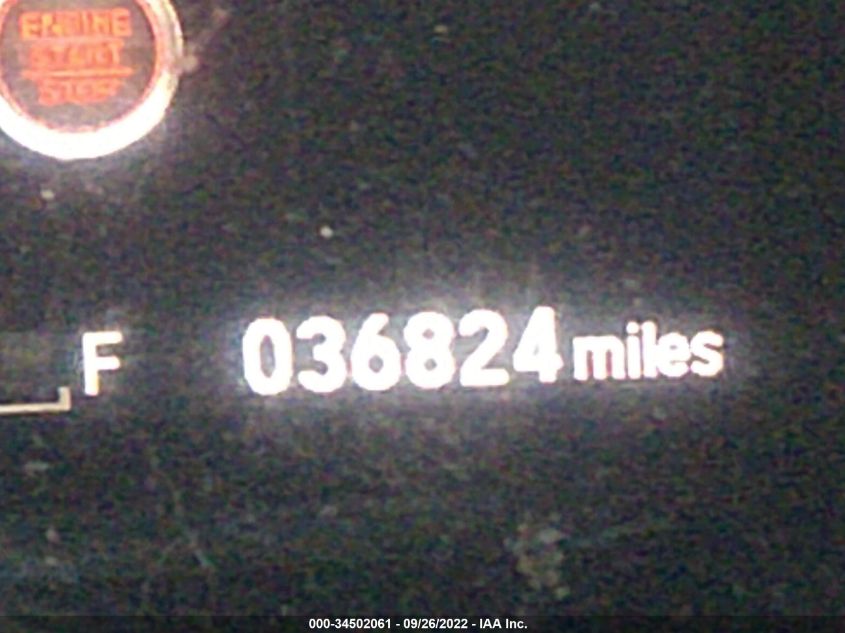 ENGINE
START
STOP
F
036824 miles
000-34502061 - 09/26/2022 - IAA Inc.